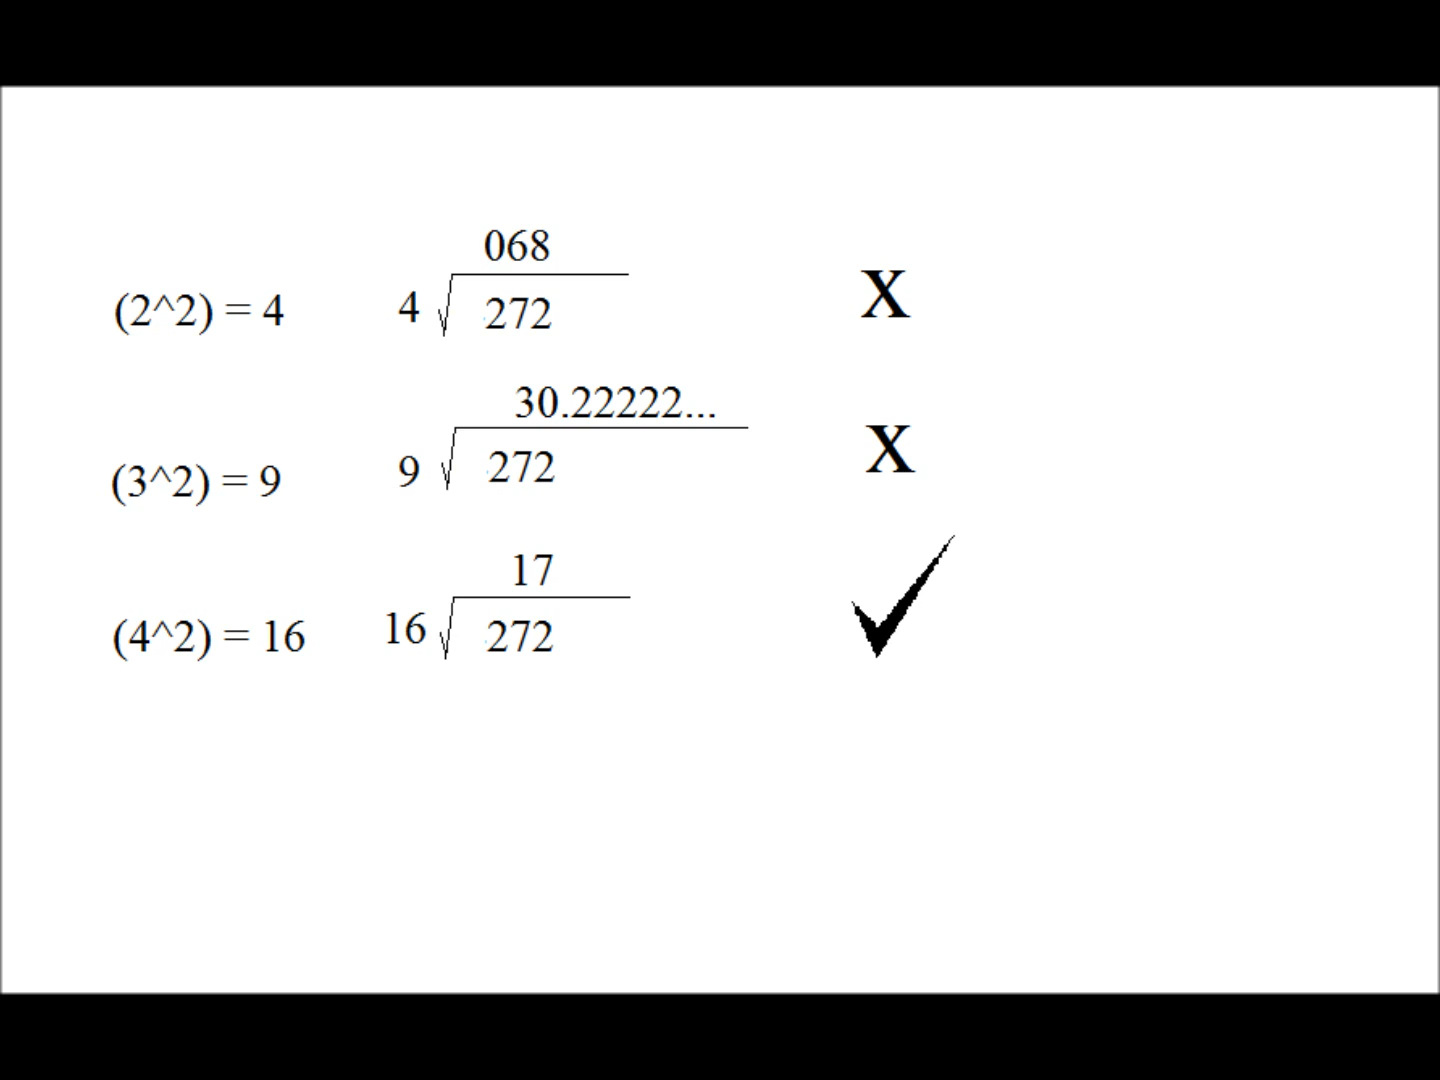 068
(2^2) = 4 4 272 X
30.22222...
(3^2) = 9 9 272 X
17
(4^2) = 16 16 272 ✓